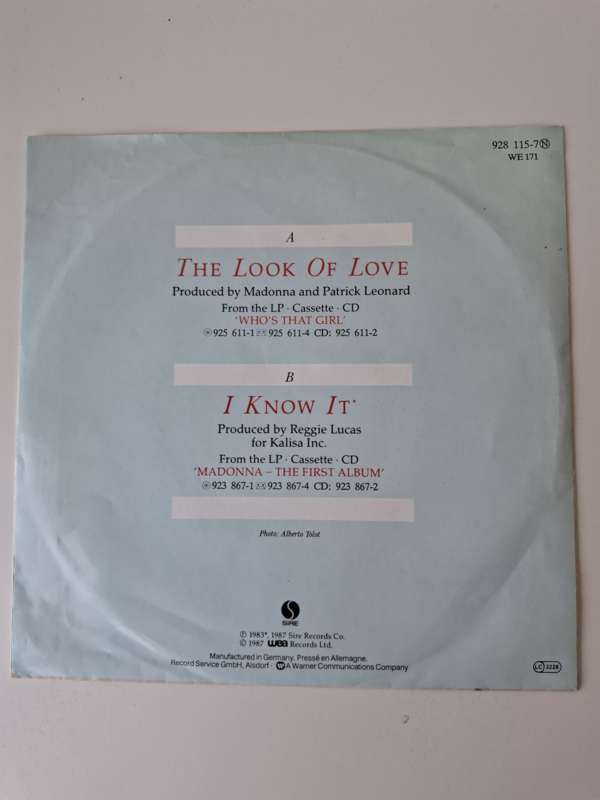 928 115-7 Ⓝ
WE 171
A
THE LOOK OF LOVE
Produced by Madonna and Patrick Leonard
From the LP · Cassette · CD
'WHO'S THAT GIRL'
925 611-1 925 611-4 CD: 925 611-2
B
I KNOW IT*
Produced by Reggie Lucas
for Kalisa Inc.
From the LP · Cassette · CD
'MADONNA – THE FIRST ALBUM'
923 867-1 923 867-4 CD: 923 867-2
Photo: Alberto Tolot
SIRE
℗ 1983*, 1987 Sire Records Co.
© 1987 wea Records Ltd.
Manufactured in Germany. Pressé en Allemagne.
Record Service GmbH, Alsdorf · A Warner Communications Company
LC 3228